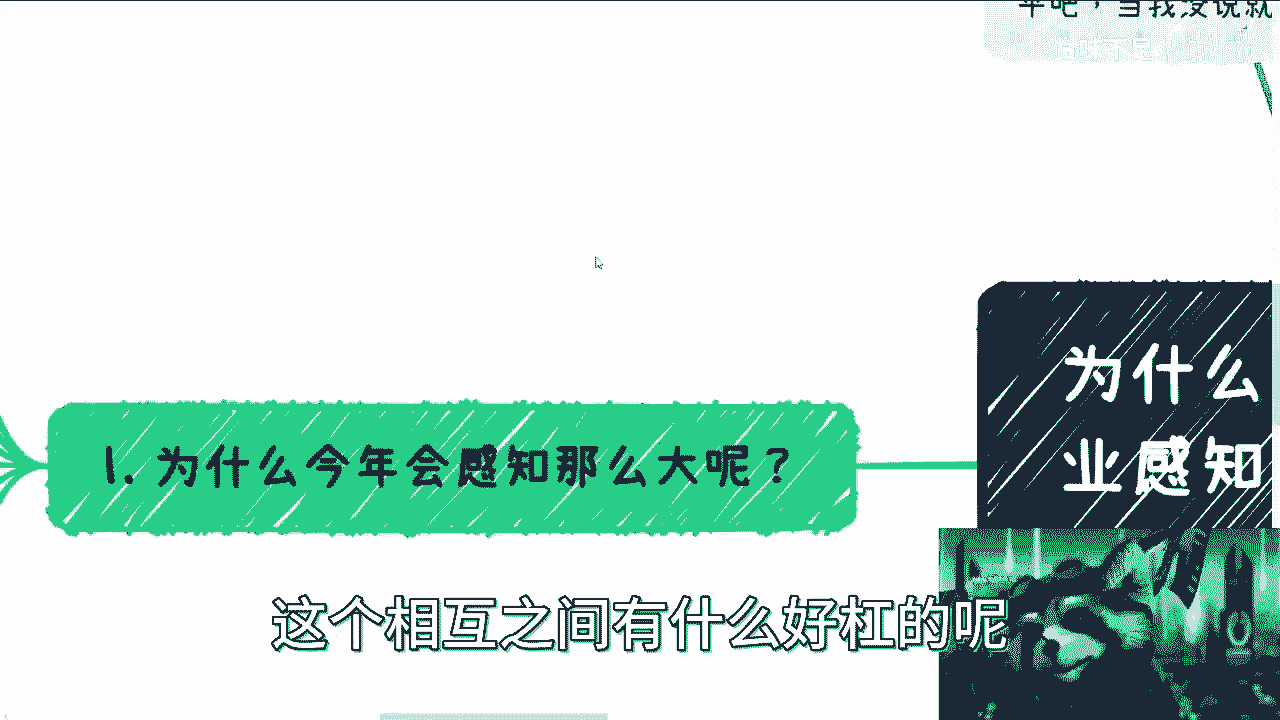 平吧，当我没说就
1. 为什么今年会感知那么大呢？
为什么
业感知
这个相互之间有什么好杠的呢